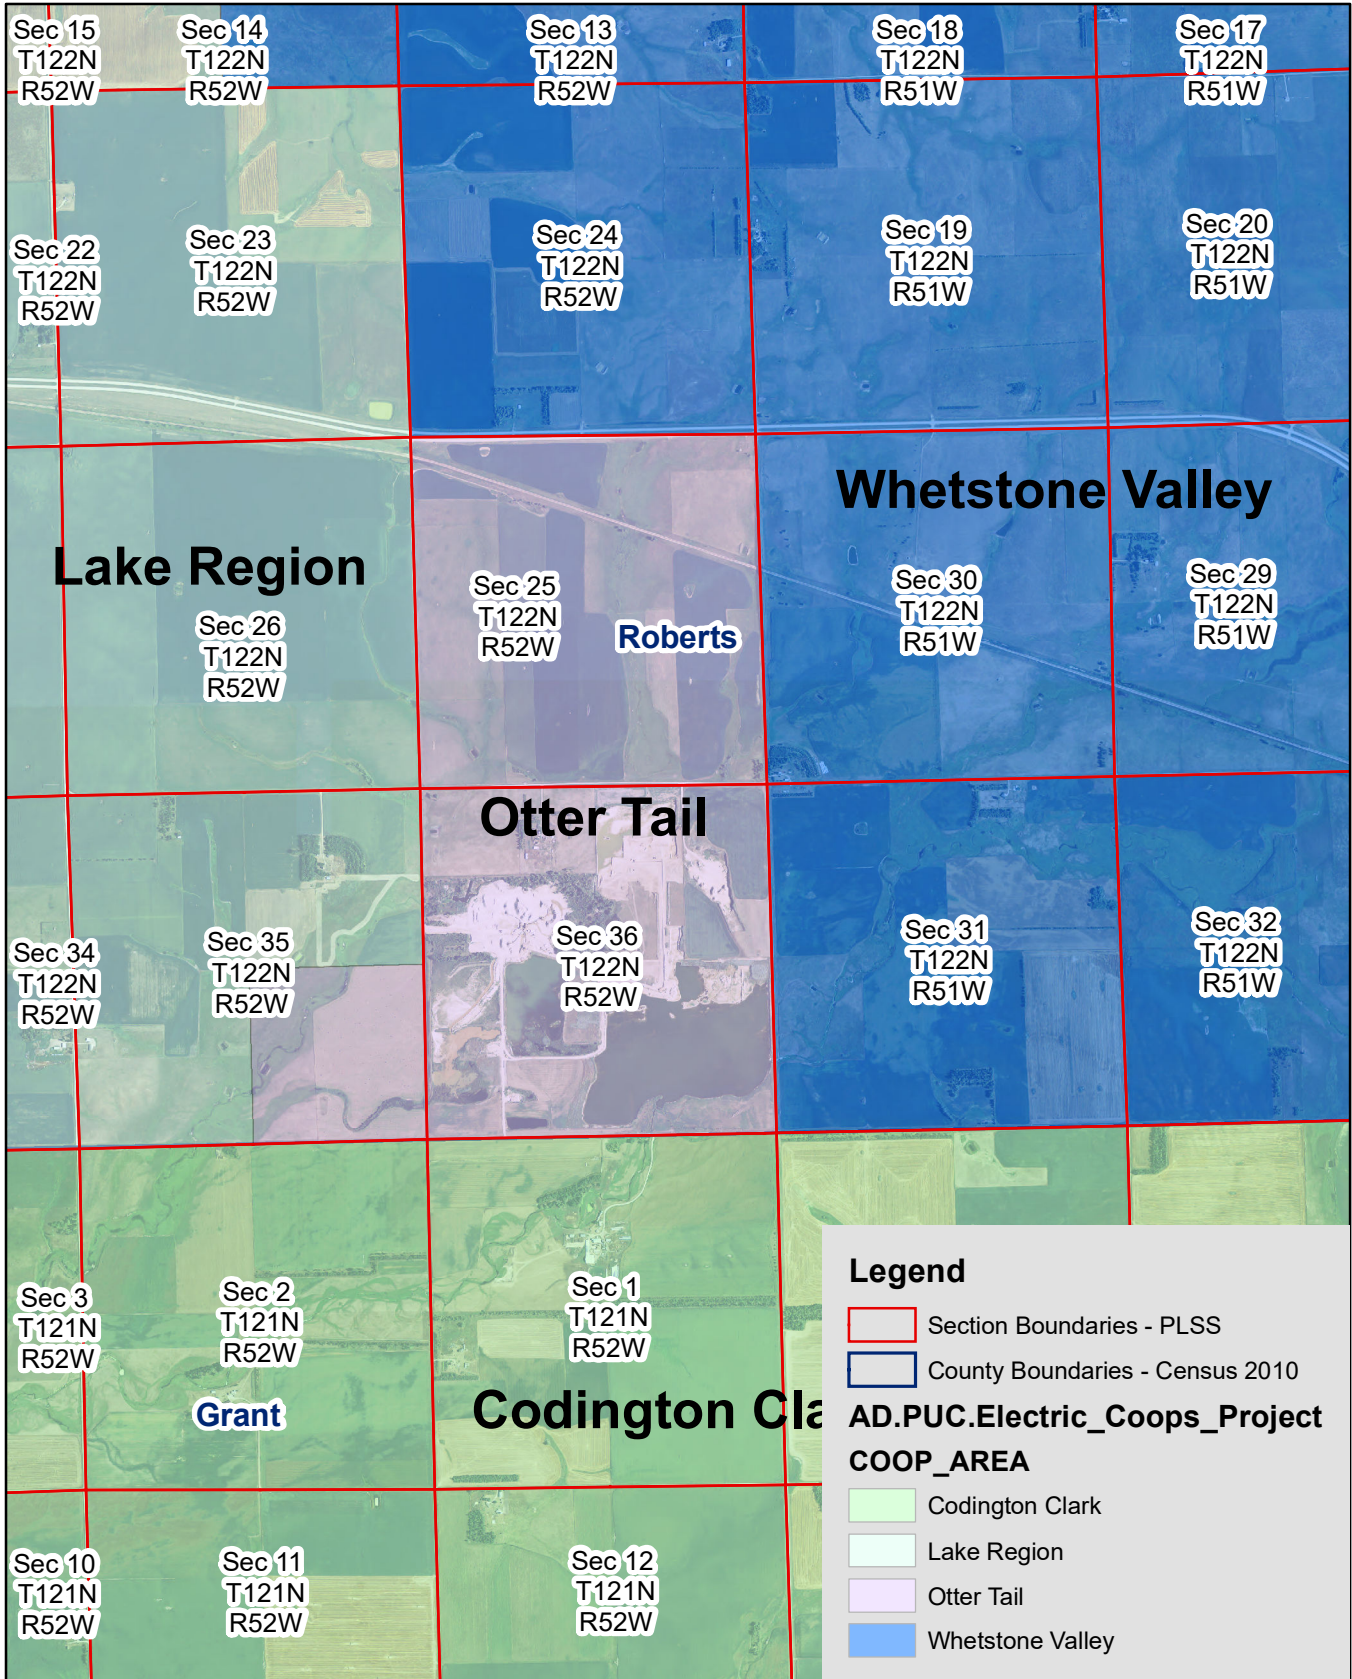 Sec 15
T122N
R52W
Sec 14
T122N
R52W
Sec 13
T122N
R52W
Sec 18
T122N
R51W
Sec 17
T122N
R51W
Sec 22
T122N
R52W
Sec 23
T122N
R52W
Sec 24
T122N
R52W
Sec 19
T122N
R51W
Sec 20
T122N
R51W
Whetstone Valley
Lake Region
Sec 26
T122N
R52W
Sec 25
T122N
R52W
Roberts
Sec 30
T122N
R51W
Sec 29
T122N
R51W
Otter Tail
Sec 34
T122N
R52W
Sec 35
T122N
R52W
Sec 36
T122N
R52W
Sec 31
T122N
R51W
Sec 32
T122N
R51W
Sec 3
T121N
R52W
Sec 2
T121N
R52W
Sec 1
T121N
R52W
Grant
Codington Cla
Sec 10
T121N
R52W
Sec 11
T121N
R52W
Sec 12
T121N
R52W
Legend
Section Boundaries - PLSS
County Boundaries - Census 2010
AD.PUC.Electric_Coops_Project
COOP_AREA
Codington Clark
Lake Region
Otter Tail
Whetstone Valley